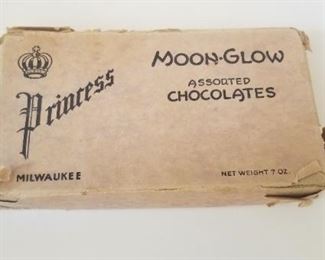 Princess
MILWAUKEE
MOON-GLOW
ASSORTED
CHOCOLATES
NET WEIGHT 7 OZ.